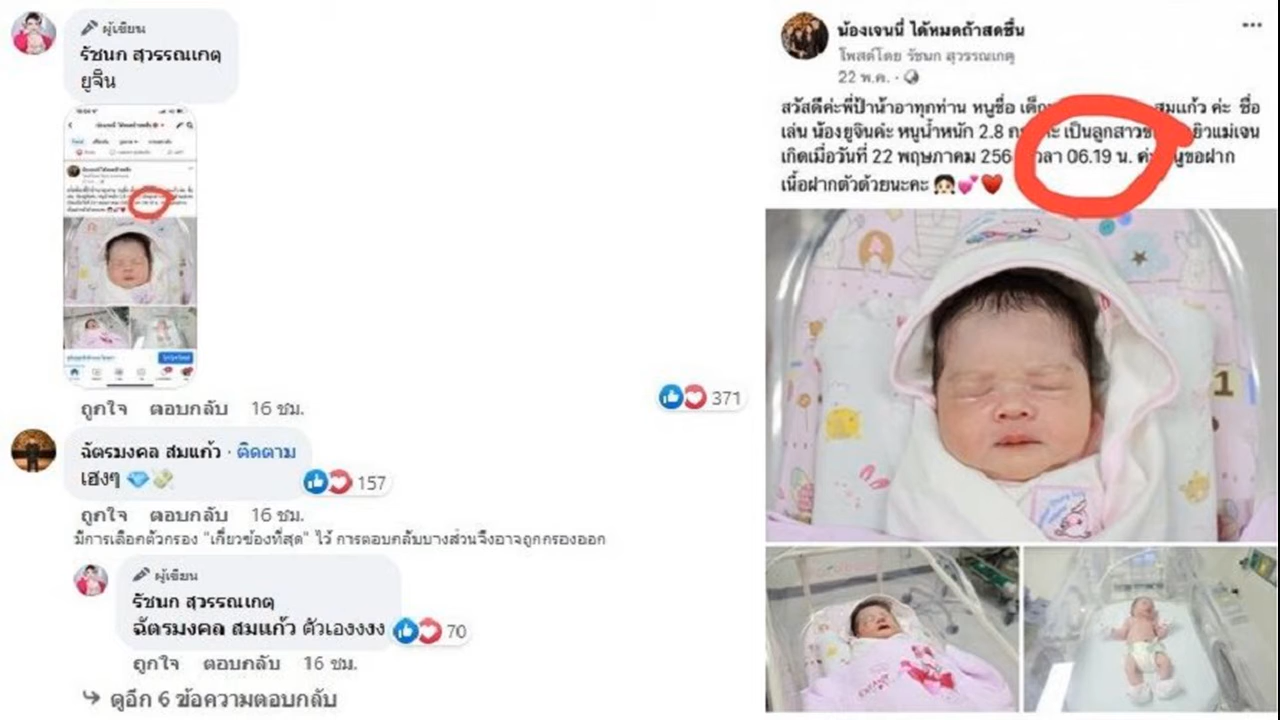 ผู้เขียน
รัชนก สุวรรณเกตุ
ยูจิ้น
ถูกใจ ตอบกลับ 16 ชม.
371
ฉัตรมงคล สมแก้ว · ติดตาม
เฮงๆ 💎💸
157
ถูกใจ ตอบกลับ 16 ชม.
มีการเลือกตัวกรอง "เกี่ยวข้องที่สุด" ไว้ การตอบกลับบางส่วนจึงอาจถูกกรองออก
ผู้เขียน
รัชนก สุวรรณเกตุ
ฉัตรมงคล สมแก้ว ตัวเองงงง
70
ถูกใจ ตอบกลับ 16 ชม.
ดูอีก 6 ข้อความตอบกลับ
น้องเจนนี่ ได้หมดถ้าสดชื่น
โพสต์โดย รัชนก สุวรรณเกตุ
22 พ.ค. ·
สวัสดีค่ะพี่ป้าน้าอาทุกท่าน หนูชื่อ สมแก้ว ค่ะ ชื่อ
เล่น น้องยูจินค่ะ หนูน้ำหนัก 2.8 เป็นลูกสาว
เกิดเมื่อวันที่ 22 พฤษภาคม 256 06.19 น.
เนื้อฝากตัวด้วยนะคะ 👧🏻💕❤️
1